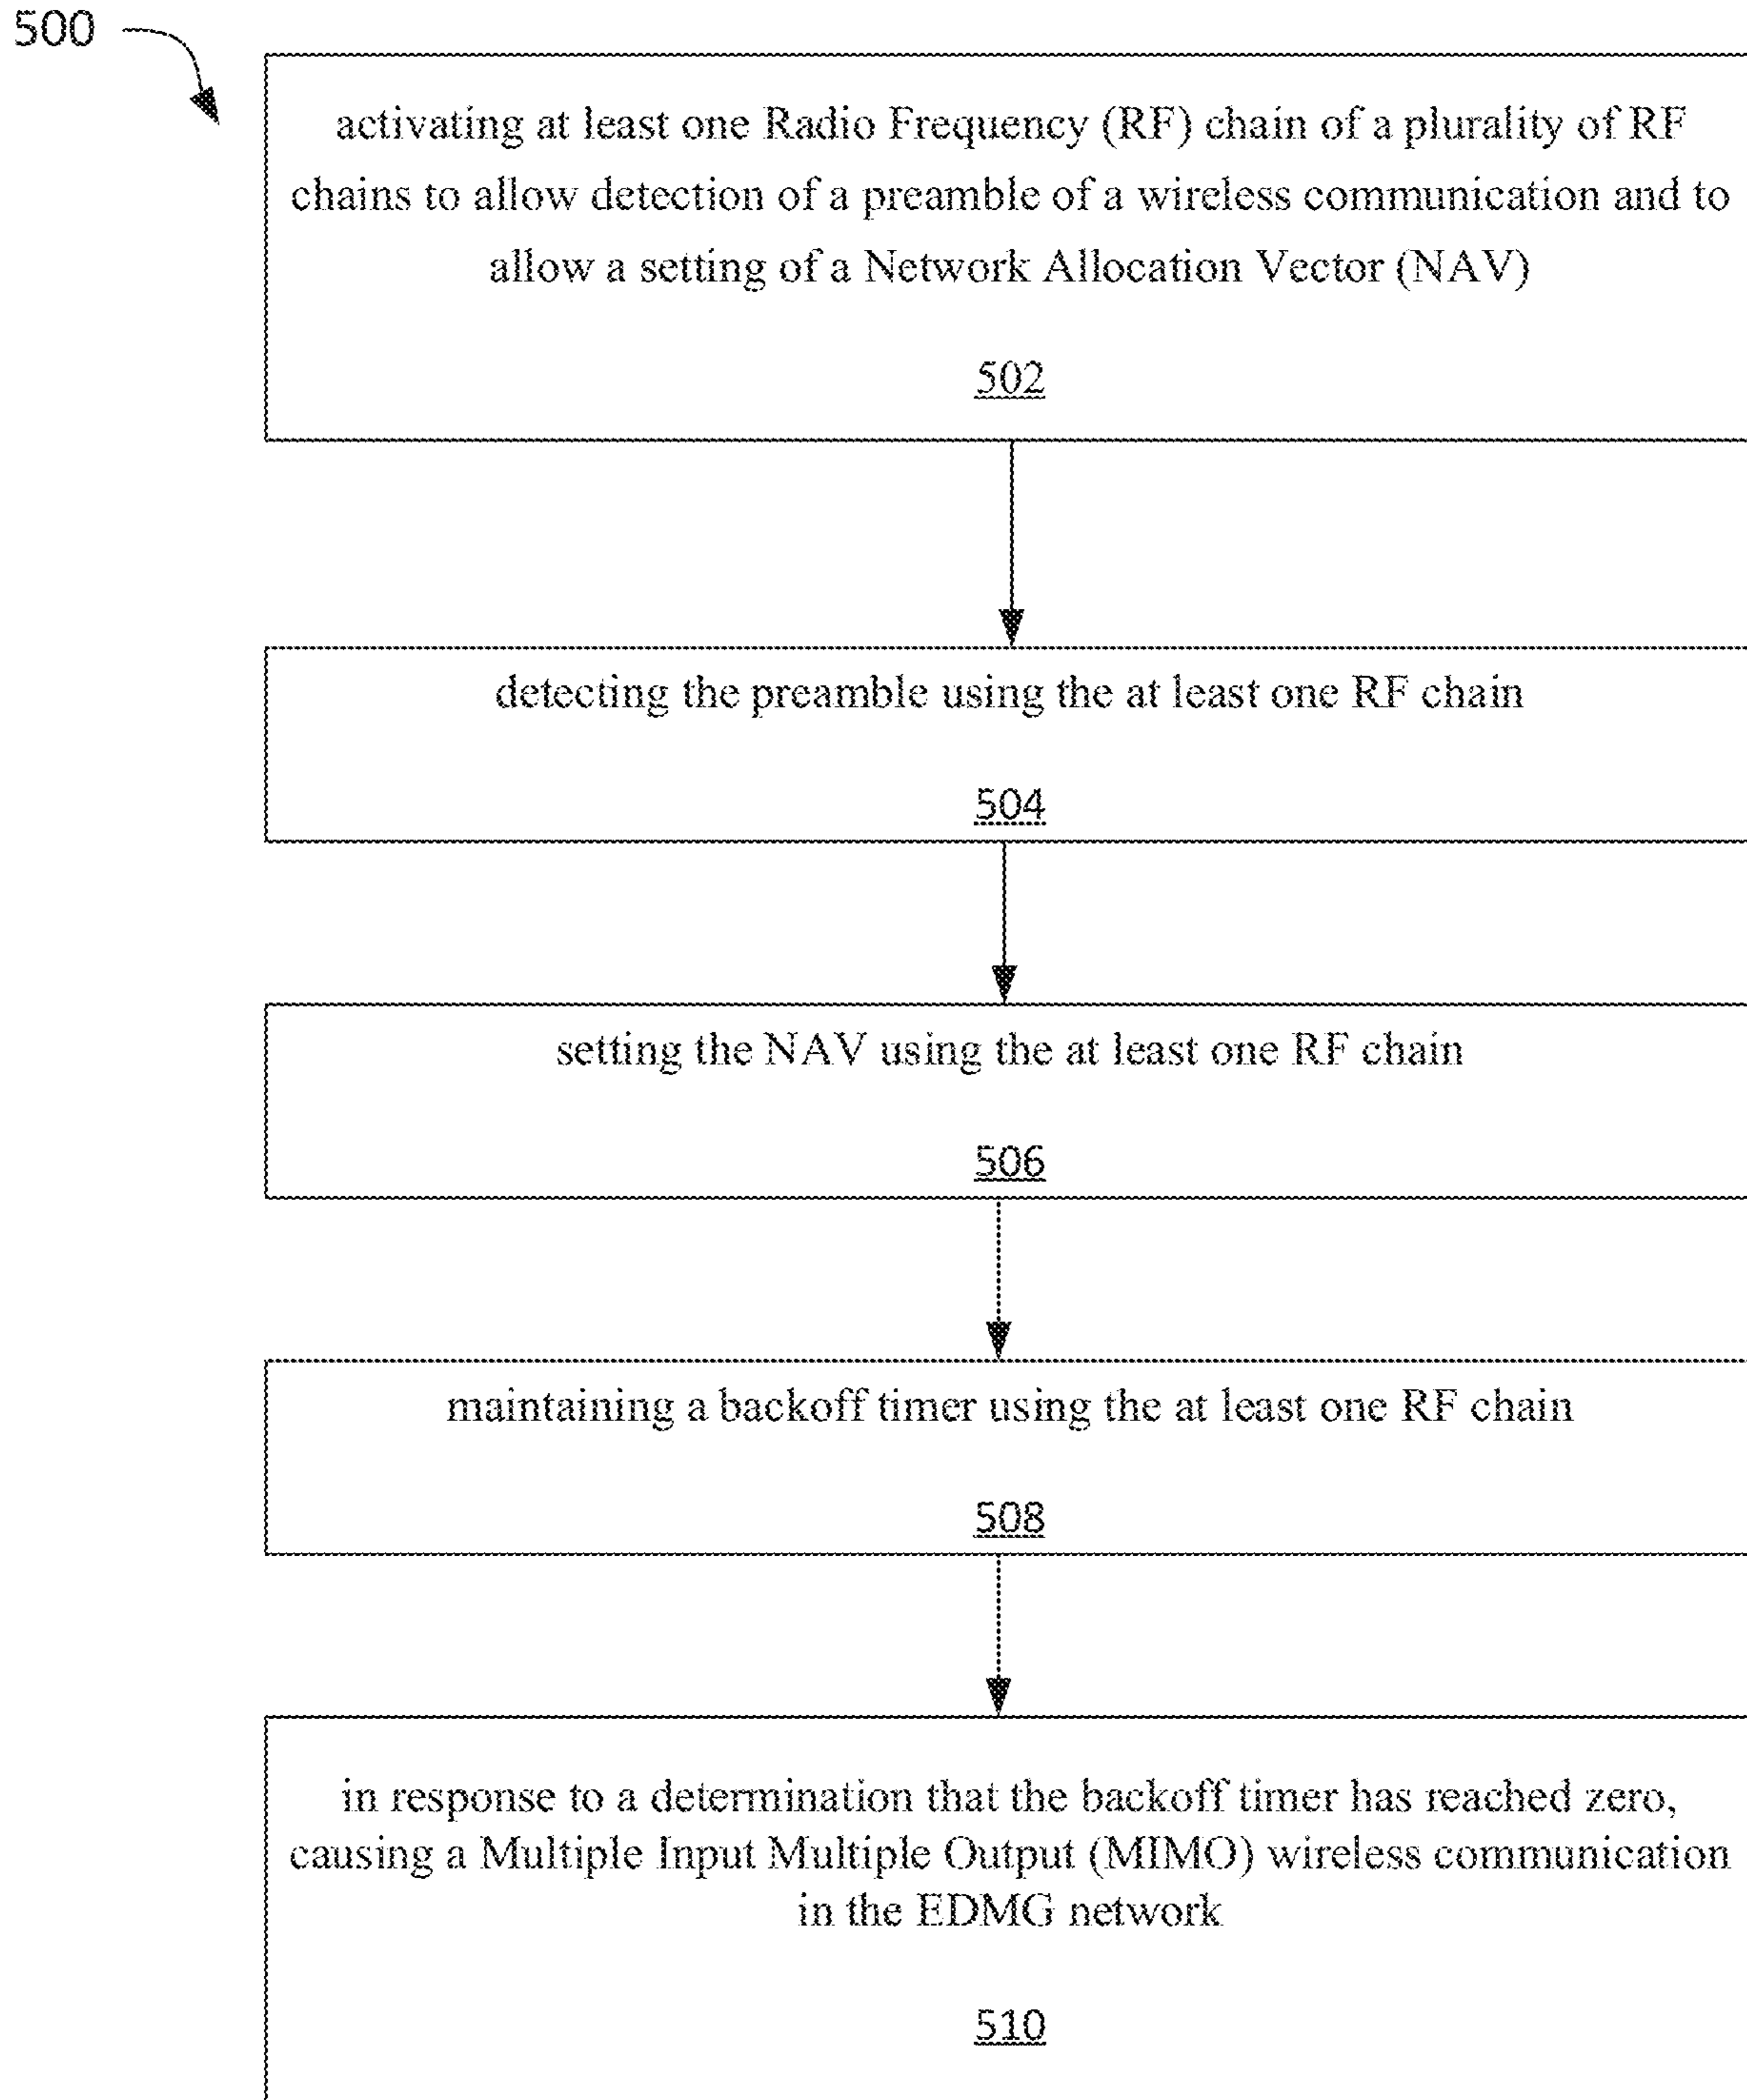 500
activating at least one Radio Frequency (RF) chain of a plurality of RF
chains to allow detection of a preamble of a wireless communication and to
allow a setting of a Network Allocation Vector (NAV)
502
detecting the preamble using the at least one RF chain
504
setting the NAV using the at least one RF chain
506
maintaining a backoff timer using the at least one RF chain
508
in response to a determination that the backoff timer has reached zero,
causing a Multiple Input Multiple Output (MIMO) wireless communication
in the EDMG network
510